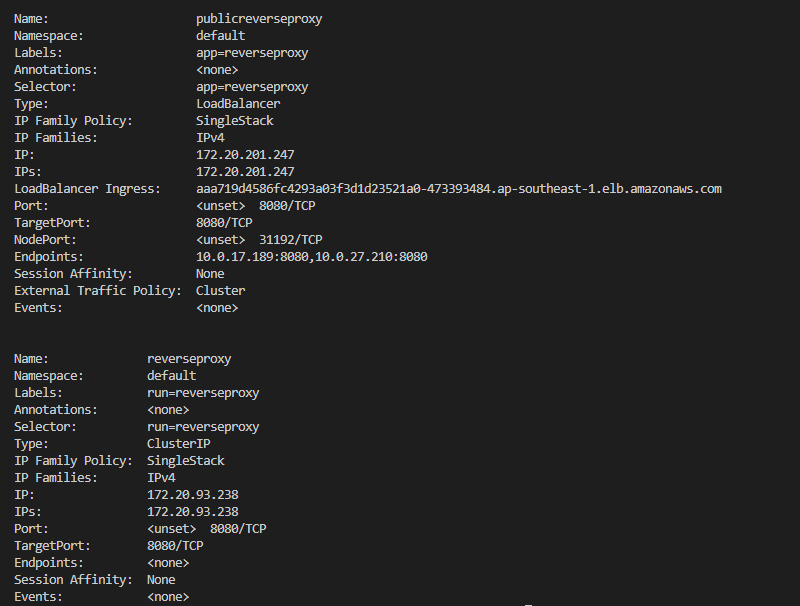 Name: publicreverseproxy
Namespace: default
Labels: app=reverseproxy
Annotations: <none>
Selector: app=reverseproxy
Type: LoadBalancer
IP Family Policy: SingleStack
IP Families: IPv4
IP: 172.20.201.247
IPs: 172.20.201.247
LoadBalancer Ingress: aaa719d4586fc4293a03f3d1d23521a0-473393484.ap-southeast-1.elb.amazonaws.com
Port: <unset> 8080/TCP
TargetPort: 8080/TCP
NodePort: <unset> 31192/TCP
Endpoints: 10.0.17.189:8080,10.0.27.210:8080
Session Affinity: None
External Traffic Policy: Cluster
Events: <none>
Name: reverseproxy
Namespace: default
Labels: run=reverseproxy
Annotations: <none>
Selector: run=reverseproxy
Type: ClusterIP
IP Family Policy: SingleStack
IP Families: IPv4
IP: 172.20.93.238
IPs: 172.20.93.238
Port: <unset> 8080/TCP
TargetPort: 8080/TCP
Endpoints: <none>
Session Affinity: None
Events: <none>